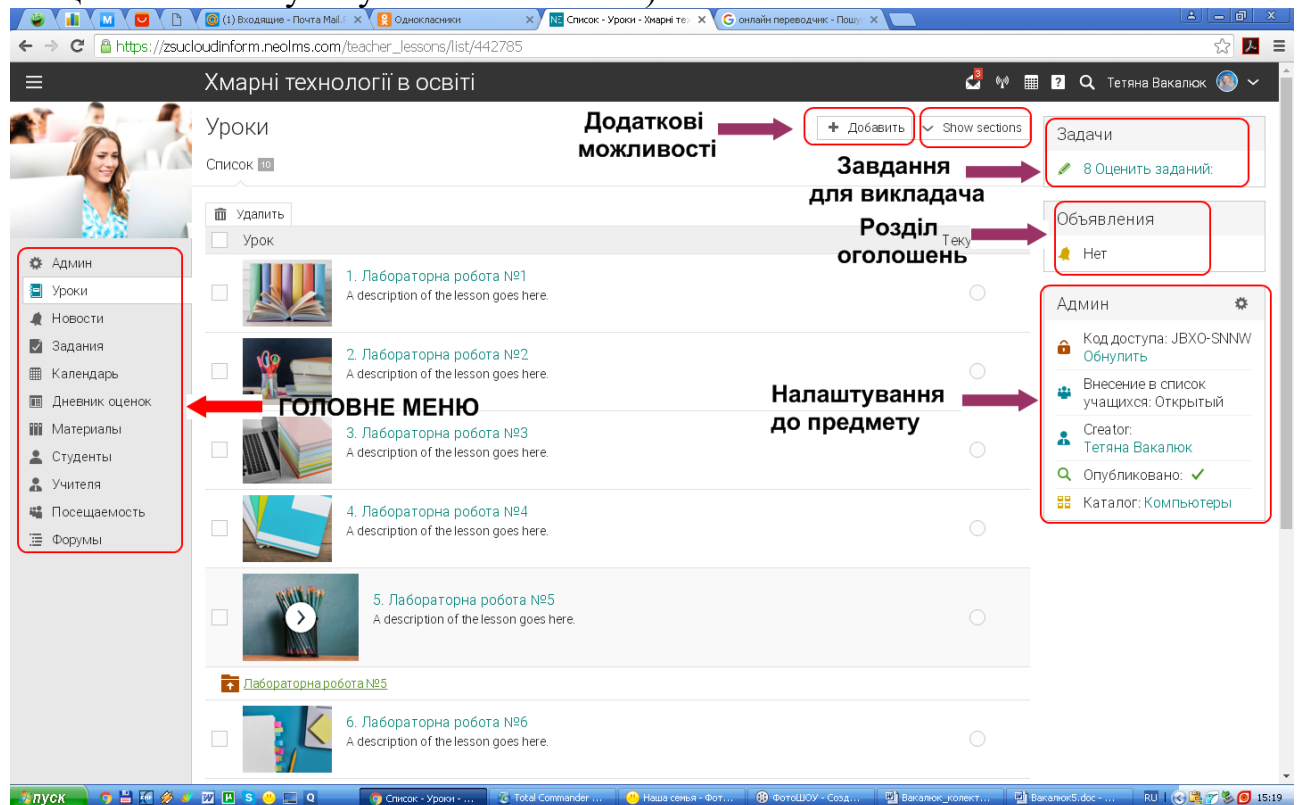 (1) Входящие - Почта Mail.
Однокласники
Список - Уроки - Хмарні те
онлайн переводчик - Пошу
https://zsucloudinform.neolms.com/teacher_lessons/list/442785
Хмарні технології в освіті
3
Тетяна Вакалюк
Уроки
Список 10
Додаткові
можливості
+ Добавить
Show sections
Завдання
для викладача
Розділ
оголошень
Удалить
Урок
Теку
1. Лабораторна робота №1
A description of the lesson goes here.
2. Лабораторна робота №2
A description of the lesson goes here.
3. Лабораторна робота №3
A description of the lesson goes here.
4. Лабораторна робота №4
A description of the lesson goes here.
5. Лабораторна робота №5
A description of the lesson goes here.
Лабораторна робота №5
6. Лабораторна робота №6
A description of the lesson goes here.
Админ
Уроки
Новости
Задания
Календарь
Дневник оценок
Материалы
Студенты
Учителя
Посещаемость
Форумы
ГОЛОВНЕ МЕНЮ
Налаштування
до предмету
Задачи
8 Оценить заданий:
Объявления
Нет
Админ
Код доступа: JBXO-SNNW
Обнулить
Внесение в список
учащихся: Открытый
Creator:
Тетяна Вакалюк
Опубликовано:
Каталог: Компьютеры
пуск
Список - Уроки - ...
Total Commander ...
Наша семья - Фот...
ФотоШОУ - Созд...
Вакалюк_колект...
Вакалюк5.doc - ...
RU
15:19